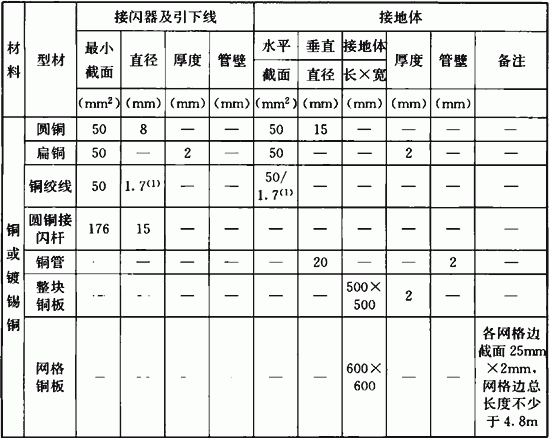 材料 型材 接闪器及引下线 接地体 备注
最小截面 直径 厚度 管壁 水平截面 垂直直径 接地体长×宽 厚度 管壁
(mm²) (mm) (mm) (mm) (mm²) (mm) (mm) (mm) (mm)
铜或镀锡铜
圆铜 50 8 — — 50 15 — — — —
扁铜 50 — 2 — 50 — — 2 — —
铜绞线 50 1.7⁽¹⁾ — — 50/1.7⁽¹⁾ — — — — —
圆铜接闪杆 176 15 — — — — — — — —
铜管 — — — — — 20 — — 2 —
整块铜板 — — — — — — 500×500 2 — —
网格铜板 — — — — — — 600×600 — — 各网格边截面25mm×2mm，网格边总长度不少于4.8m